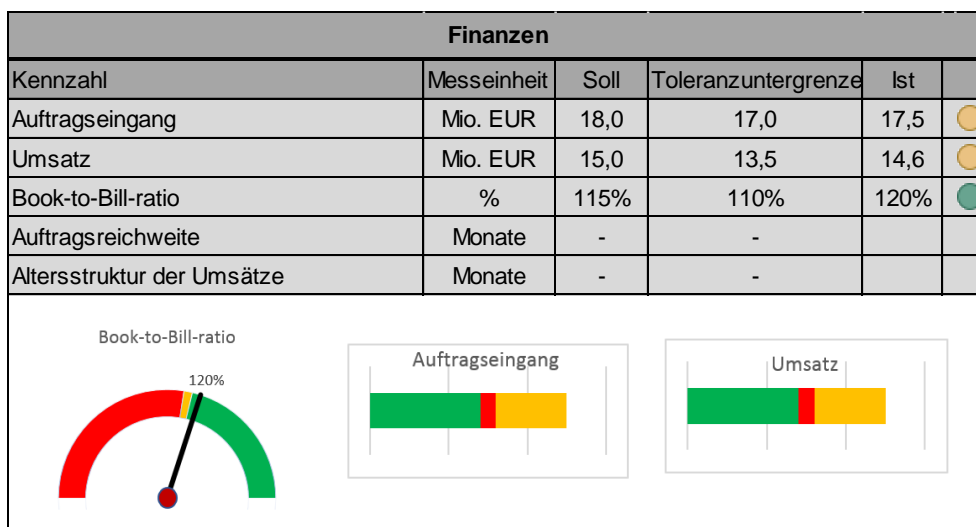 Finanzen
Kennzahl Messeinheit Soll Toleranzuntergrenze Ist
Auftragseingang Mio. EUR 18,0 17,0 17,5
Umsatz Mio. EUR 15,0 13,5 14,6
Book-to-Bill-ratio % 115% 110% 120%
Auftragsreichweite Monate - -
Altersstruktur der Umsätze Monate - -
Book-to-Bill-ratio
120%
Auftragseingang
Umsatz